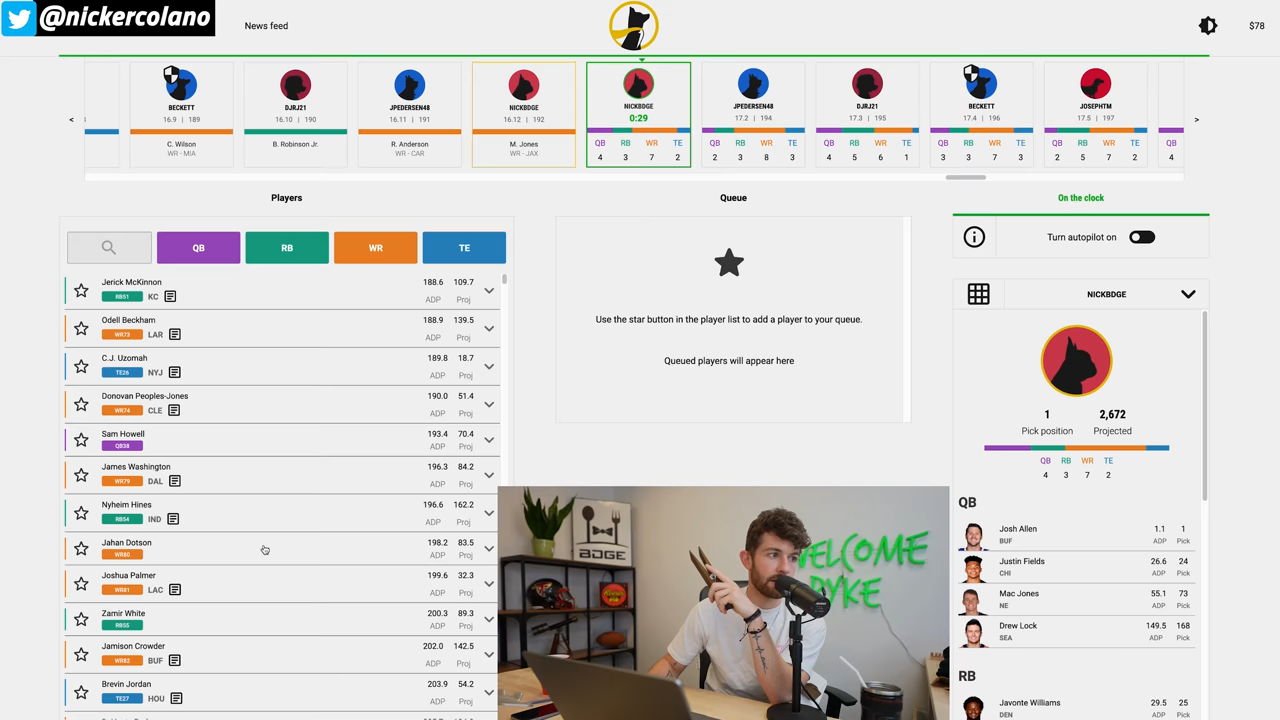 @nickercolano
News feed
$78
BECKETT
16.9 | 189
C. Wilson
WR - MIA
DJRJ21
16.10 | 190
B. Robinson Jr.
JPEDERSEN48
16.11 | 191
R. Anderson
WR - CAR
NICKBDGE
16.12 | 192
M. Jones
WR - JAX
NICKBDGE
0:29
QB RB WR TE
4 3 7 2
JPEDERSEN48
17.2 | 194
QB RB WR TE
2 3 8 3
DJRJ21
17.3 | 195
QB RB WR TE
4 5 6 1
BECKETT
17.4 | 196
QB RB WR TE
3 3 7 3
JOSEPHTM
17.5 | 197
QB RB WR TE
2 5 7 2
QB
4
<
>
Players
QB
RB
WR
TE
Jerick McKinnon 188.6 109.7
RB51 KC ADP Proj
Odell Beckham 188.9 139.5
WR73 LAR ADP Proj
C.J. Uzomah 189.8 18.7
TE26 NYJ ADP Proj
Donovan Peoples-Jones 190.0 51.4
WR74 CLE ADP Proj
Sam Howell 193.4 70.4
QB38 ADP Proj
James Washington 196.3 84.2
WR79 DAL ADP Proj
Nyheim Hines 196.6 162.2
RB54 IND ADP Proj
Jahan Dotson 198.2 83.5
WR80 ADP Proj
Joshua Palmer 199.6 32.3
WR81 LAC ADP Proj
Zamir White 200.3 89.3
RB55 ADP Proj
Jamison Crowder 202.0 142.5
WR82 BUF ADP Proj
Brevin Jordan 203.9 54.2
TE27 HOU ADP Proj
Queue
Use the star button in the player list to add a player to your queue.
Queued players will appear here
BDGE
WELCOME
DYKE
On the clock
Turn autopilot on
NICKBDGE
1 2,672
Pick position Projected
QB RB WR TE
4 3 7 2
QB
Josh Allen 1.1 1
BUF ADP Pick
Justin Fields 26.6 24
CHI ADP Pick
Mac Jones 55.1 73
NE ADP Pick
Drew Lock 149.5 168
SEA ADP Pick
RB
Javonte Williams 29.5 25
DEN ADP Pick